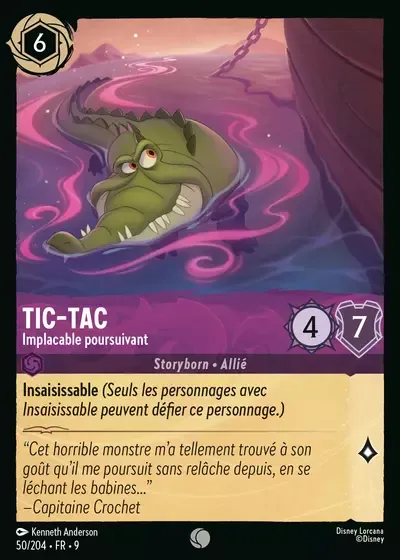 6
TIC-TAC
Implacable poursuivant
4
7
Storyborn • Allié
Insaisissable (Seuls les personnages avec
Insaisissable peuvent défier ce personnage.)
“Cet horrible monstre m’a tellement trouvé à son
goût qu’il me poursuit sans relâche depuis, en se
léchant les babines...”
–Capitaine Crochet
Kenneth Anderson
50/204 • FR • 9
Disney Lorcana
©Disney